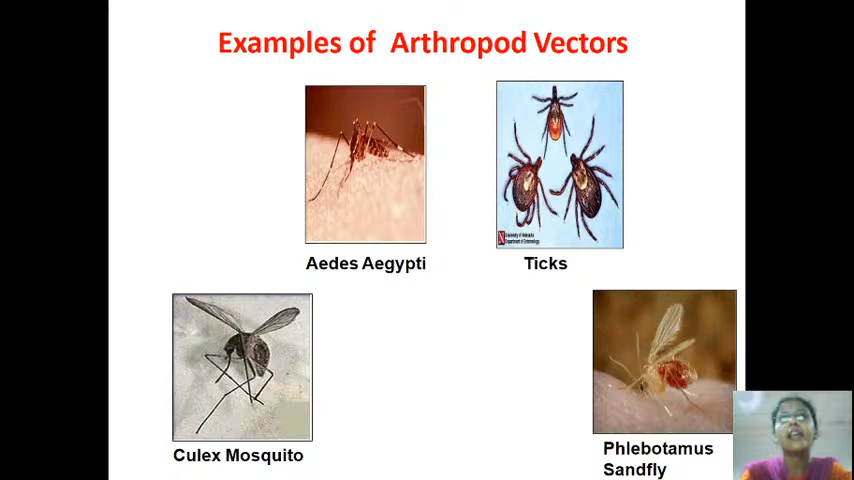 Examples of Arthropod Vectors
Aedes Aegypti
Ticks
Culex Mosquito
Phlebotamus
Sandfly